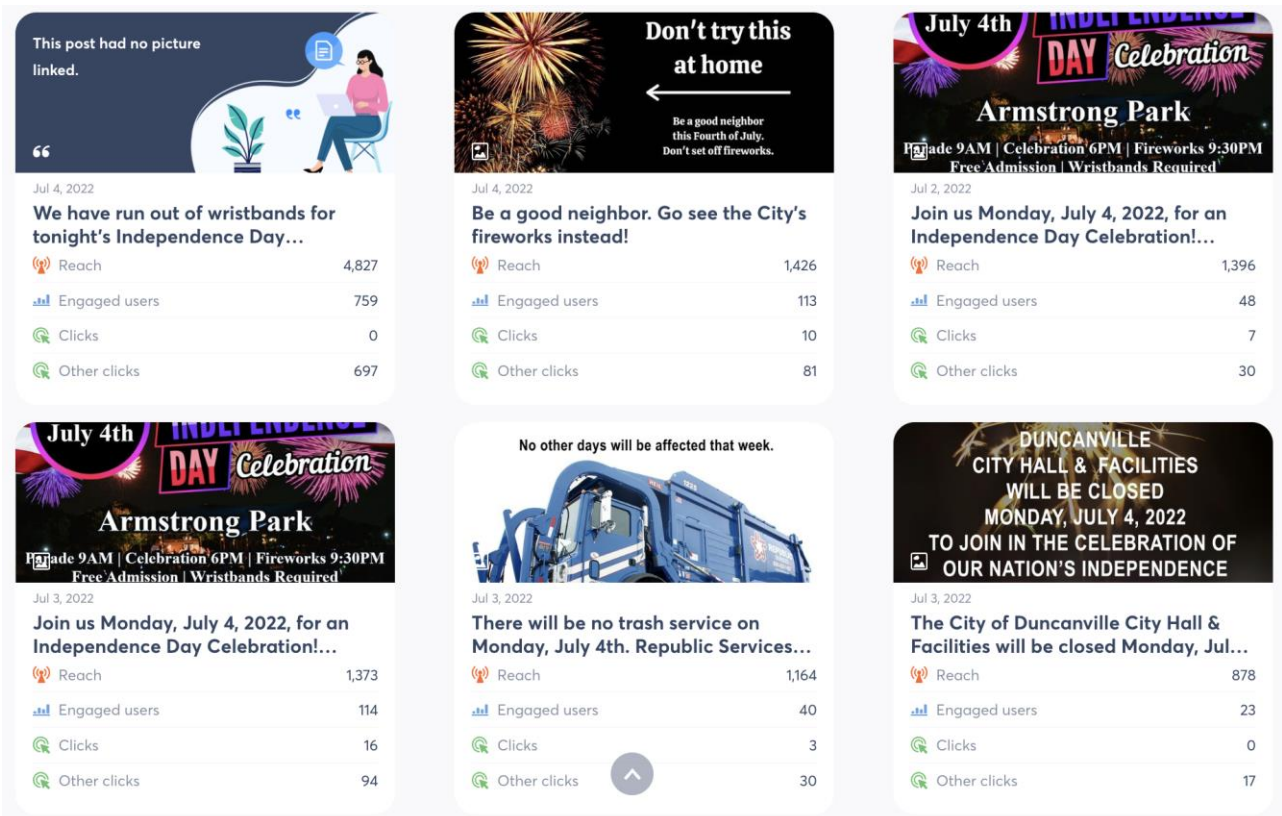 This post had no picture
linked.
Jul 4, 2022
We have run out of wristbands for
tonight's Independence Day...
Reach 4,827
Engaged users 759
Clicks 0
Other clicks 697
Don't try this
at home
Be a good neighbor
this Fourth of July.
Don't set off fireworks.
Jul 4, 2022
Be a good neighbor. Go see the City's
fireworks instead!
Reach 1,426
Engaged users 113
Clicks 10
Other clicks 81
July 4th
INDEPENDENCE
DAY Celebration
Armstrong Park
Parade 9AM | Celebration 6PM | Fireworks 9:30PM
Free Admission | Wristbands Required
Jul 2, 2022
Join us Monday, July 4, 2022, for an
Independence Day Celebration!...
Reach 1,396
Engaged users 48
Clicks 7
Other clicks 30
July 4th
INDEPENDENCE
DAY Celebration
Armstrong Park
Parade 9AM | Celebration 6PM | Fireworks 9:30PM
Free Admission | Wristbands Required
Jul 3, 2022
Join us Monday, July 4, 2022, for an
Independence Day Celebration!...
Reach 1,373
Engaged users 114
Clicks 16
Other clicks 94
No other days will be affected that week.
REPUBLIC
Jul 3, 2022
There will be no trash service on
Monday, July 4th. Republic Services...
Reach 1,164
Engaged users 40
Clicks 3
Other clicks 30
DUNCANVILLE
CITY HALL & FACILITIES
WILL BE CLOSED
MONDAY, JULY 4, 2022
TO JOIN IN THE CELEBRATION OF
OUR NATION'S INDEPENDENCE
Jul 3, 2022
The City of Duncanville City Hall &
Facilities will be closed Monday, Jul...
Reach 878
Engaged users 23
Clicks 0
Other clicks 17